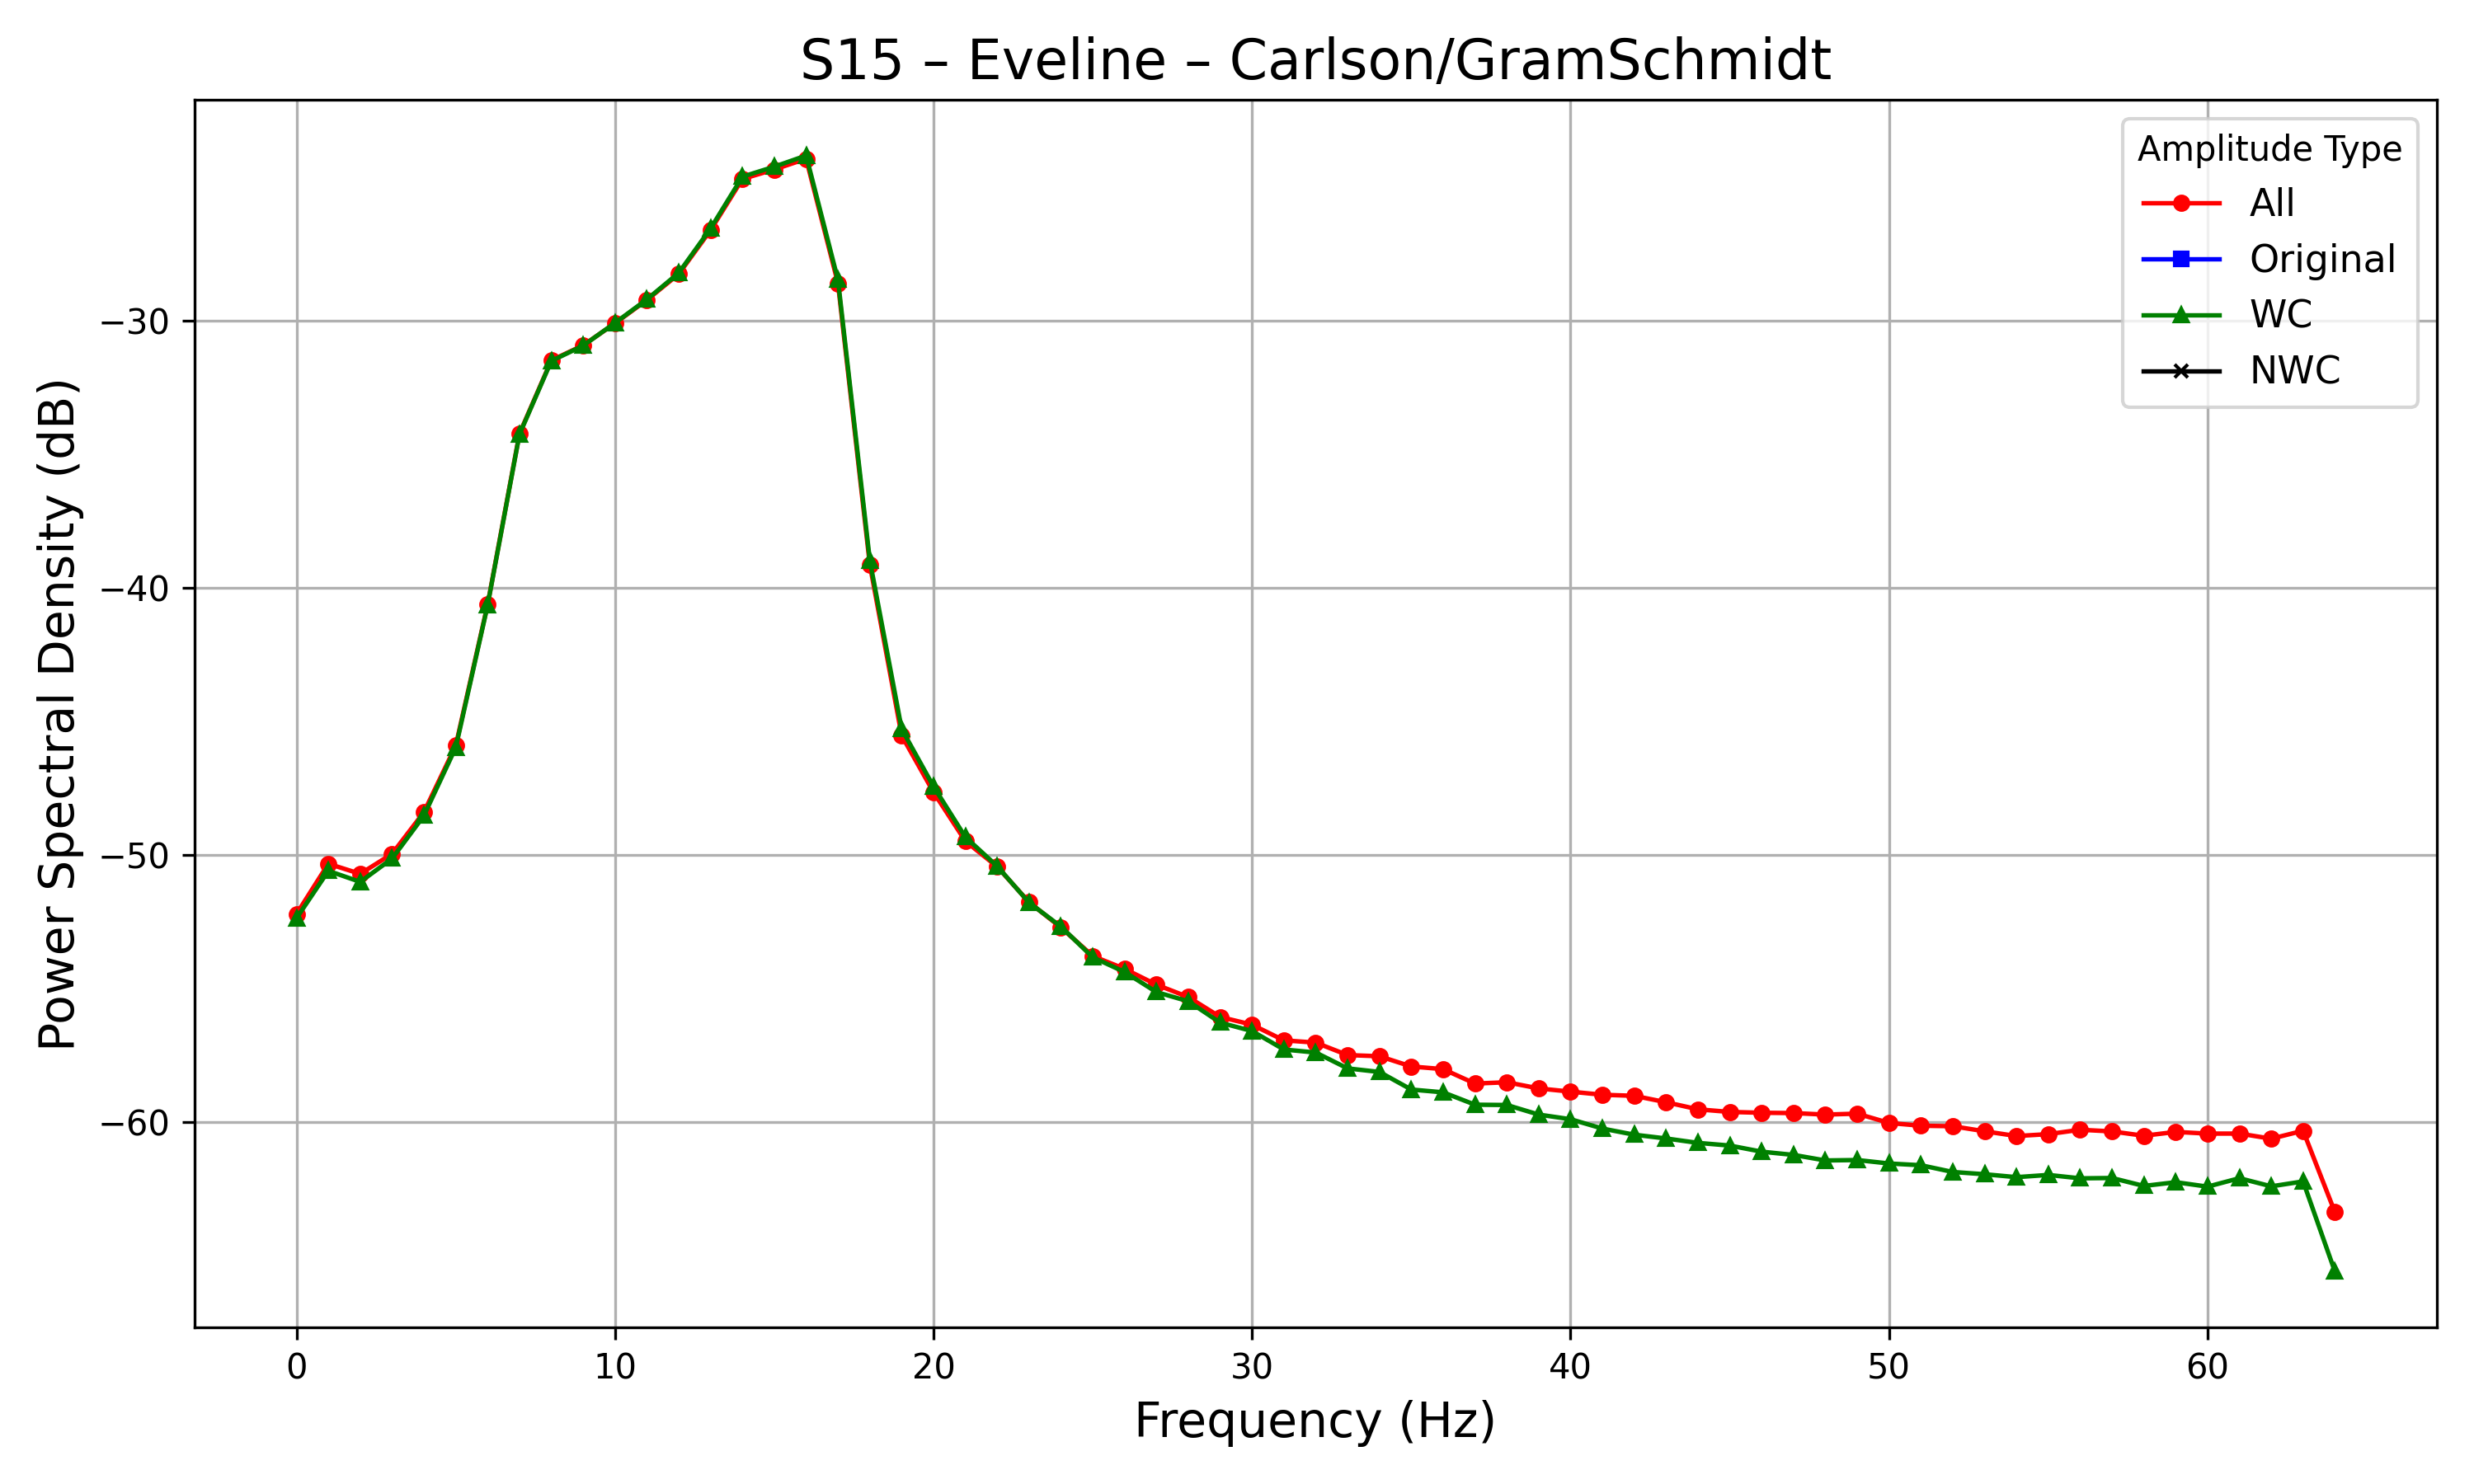 S15 – Eveline – Carlson/GramSchmidt
Amplitude Type
All
Original
WC
NWC
Power Spectral Density (dB)
−30
−40
−50
−60
0 10 20 30 40 50 60
Frequency (Hz)